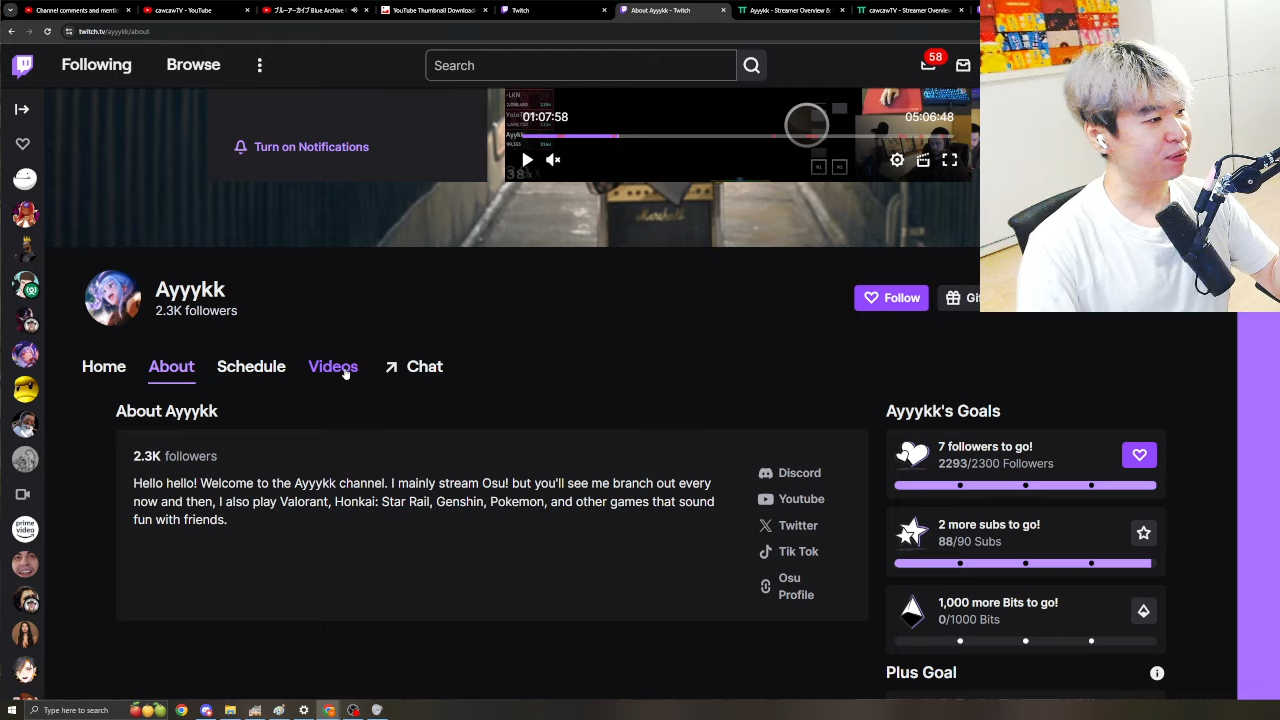 cawcawTV - YouTube
ブルーアーカイブ Blue Archive
YouTube Thumbnail Download
Twitch
About Ayyykk - Twitch
Ayyykk - Streamer Overview &
cawcawTV - Streamer Overview
twitch.tv/ayyykk/about
Following
Browse
Search
58
Turn on Notifications
-LKN
01:07:58
05:06:48
Marshall
Ayyykk
2.3K followers
Follow
Home
About
Schedule
Videos
Chat
About Ayyykk
2.3K followers
Hello hello! Welcome to the Ayyykk channel. I mainly stream Osu! but you'll see me branch out every
now and then, I also play Valorant, Honkai: Star Rail, Genshin, Pokemon, and other games that sound
fun with friends.
Discord
Youtube
Twitter
Tik Tok
Osu
Profile
Ayyykk's Goals
7 followers to go!
2293/2300 Followers
2 more subs to go!
88/90 Subs
1,000 more Bits to go!
0/1000 Bits
Plus Goal
prime
video
Type here to search